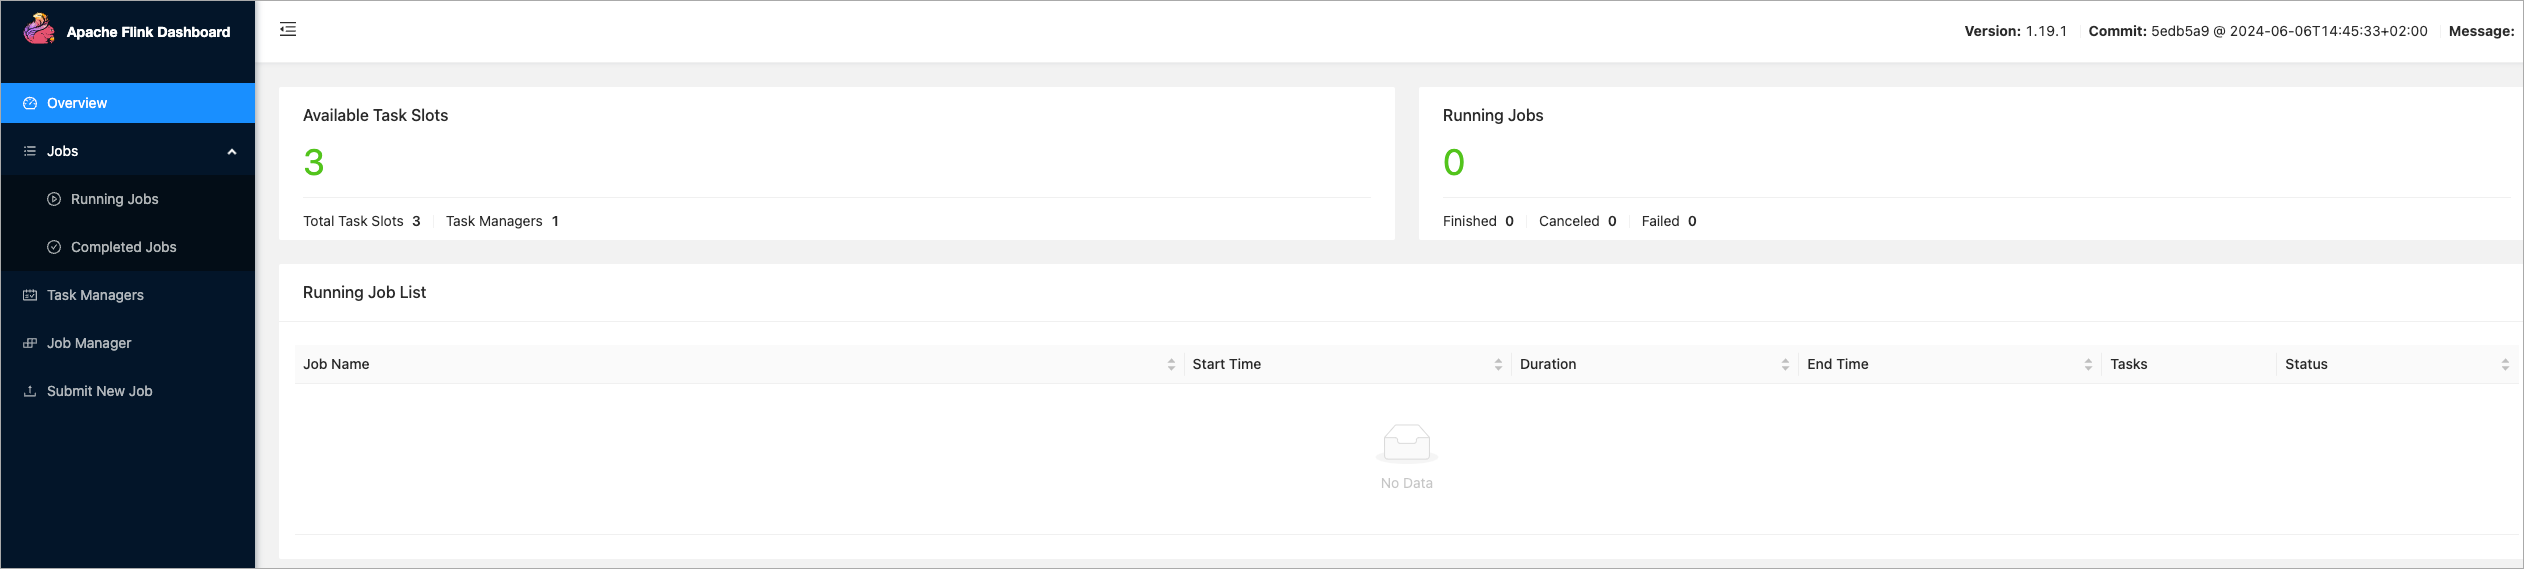 Apache Flink Dashboard
Version: 1.19.1 Commit: 5edb5a9 @ 2024-06-06T14:45:33+02:00 Message:
Overview
Jobs
Running Jobs
Completed Jobs
Task Managers
Job Manager
Submit New Job
Available Task Slots
3
Total Task Slots 3 Task Managers 1
Running Jobs
0
Finished 0 Canceled 0 Failed 0
Running Job List
Job Name Start Time Duration End Time Tasks Status
No Data